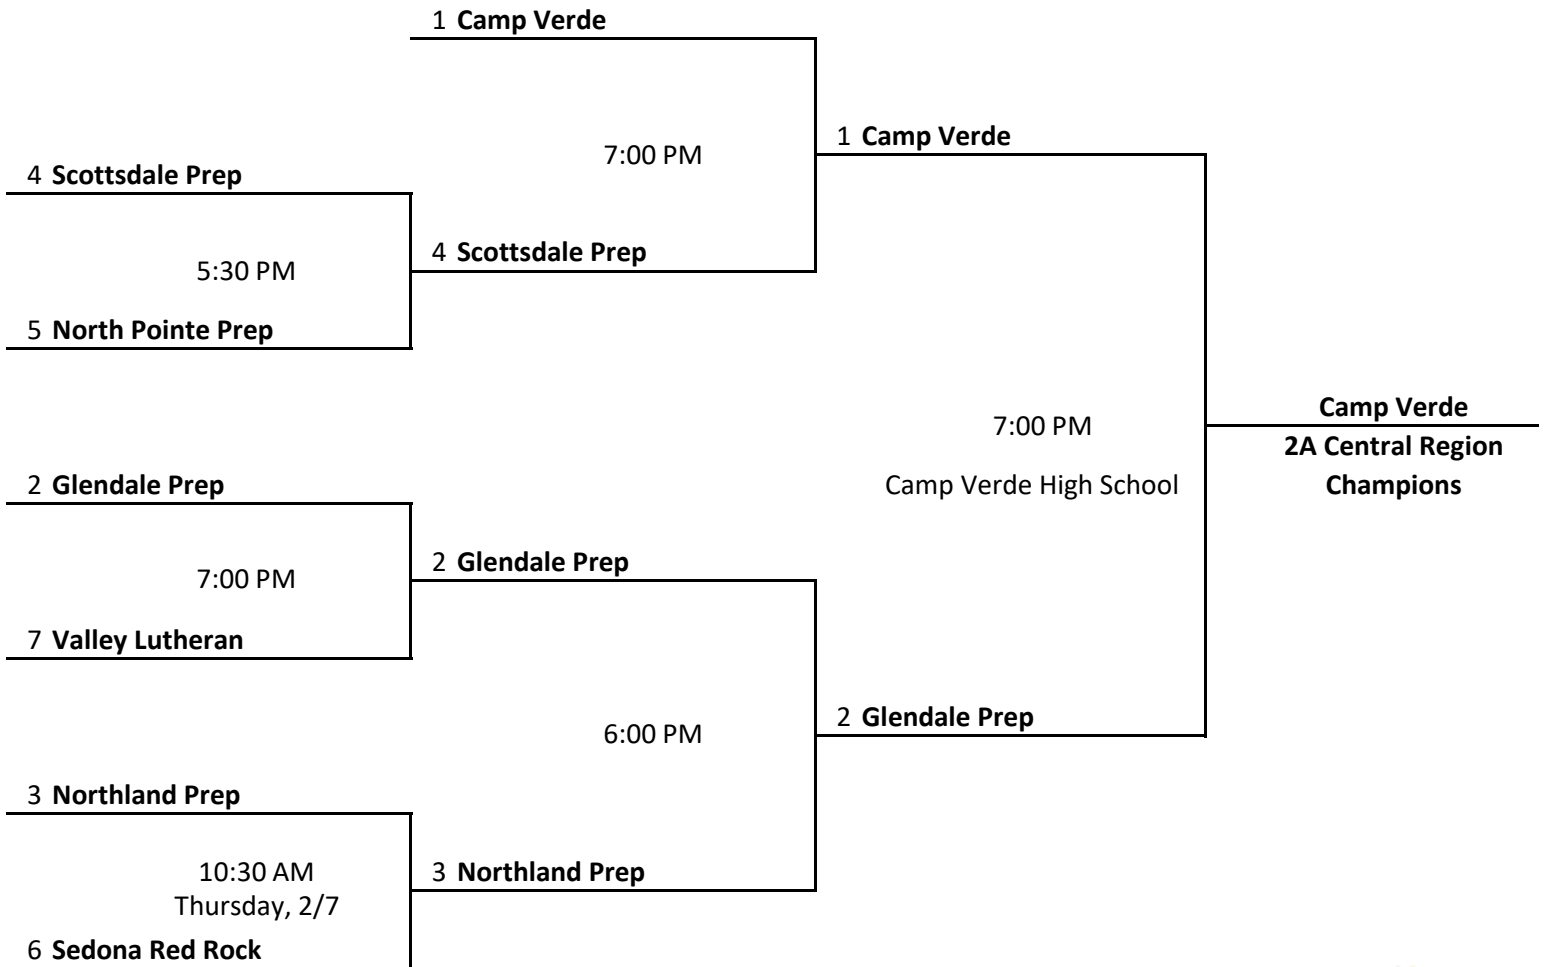 1 Camp Verde
7:00 PM
1 Camp Verde
4 Scottsdale Prep
5:30 PM
4 Scottsdale Prep
5 North Pointe Prep
7:00 PM
Camp Verde High School
Camp Verde
2A Central Region
Champions
2 Glendale Prep
7:00 PM
2 Glendale Prep
7 Valley Lutheran
6:00 PM
2 Glendale Prep
3 Northland Prep
10:30 AM
Thursday, 2/7
3 Northland Prep
6 Sedona Red Rock